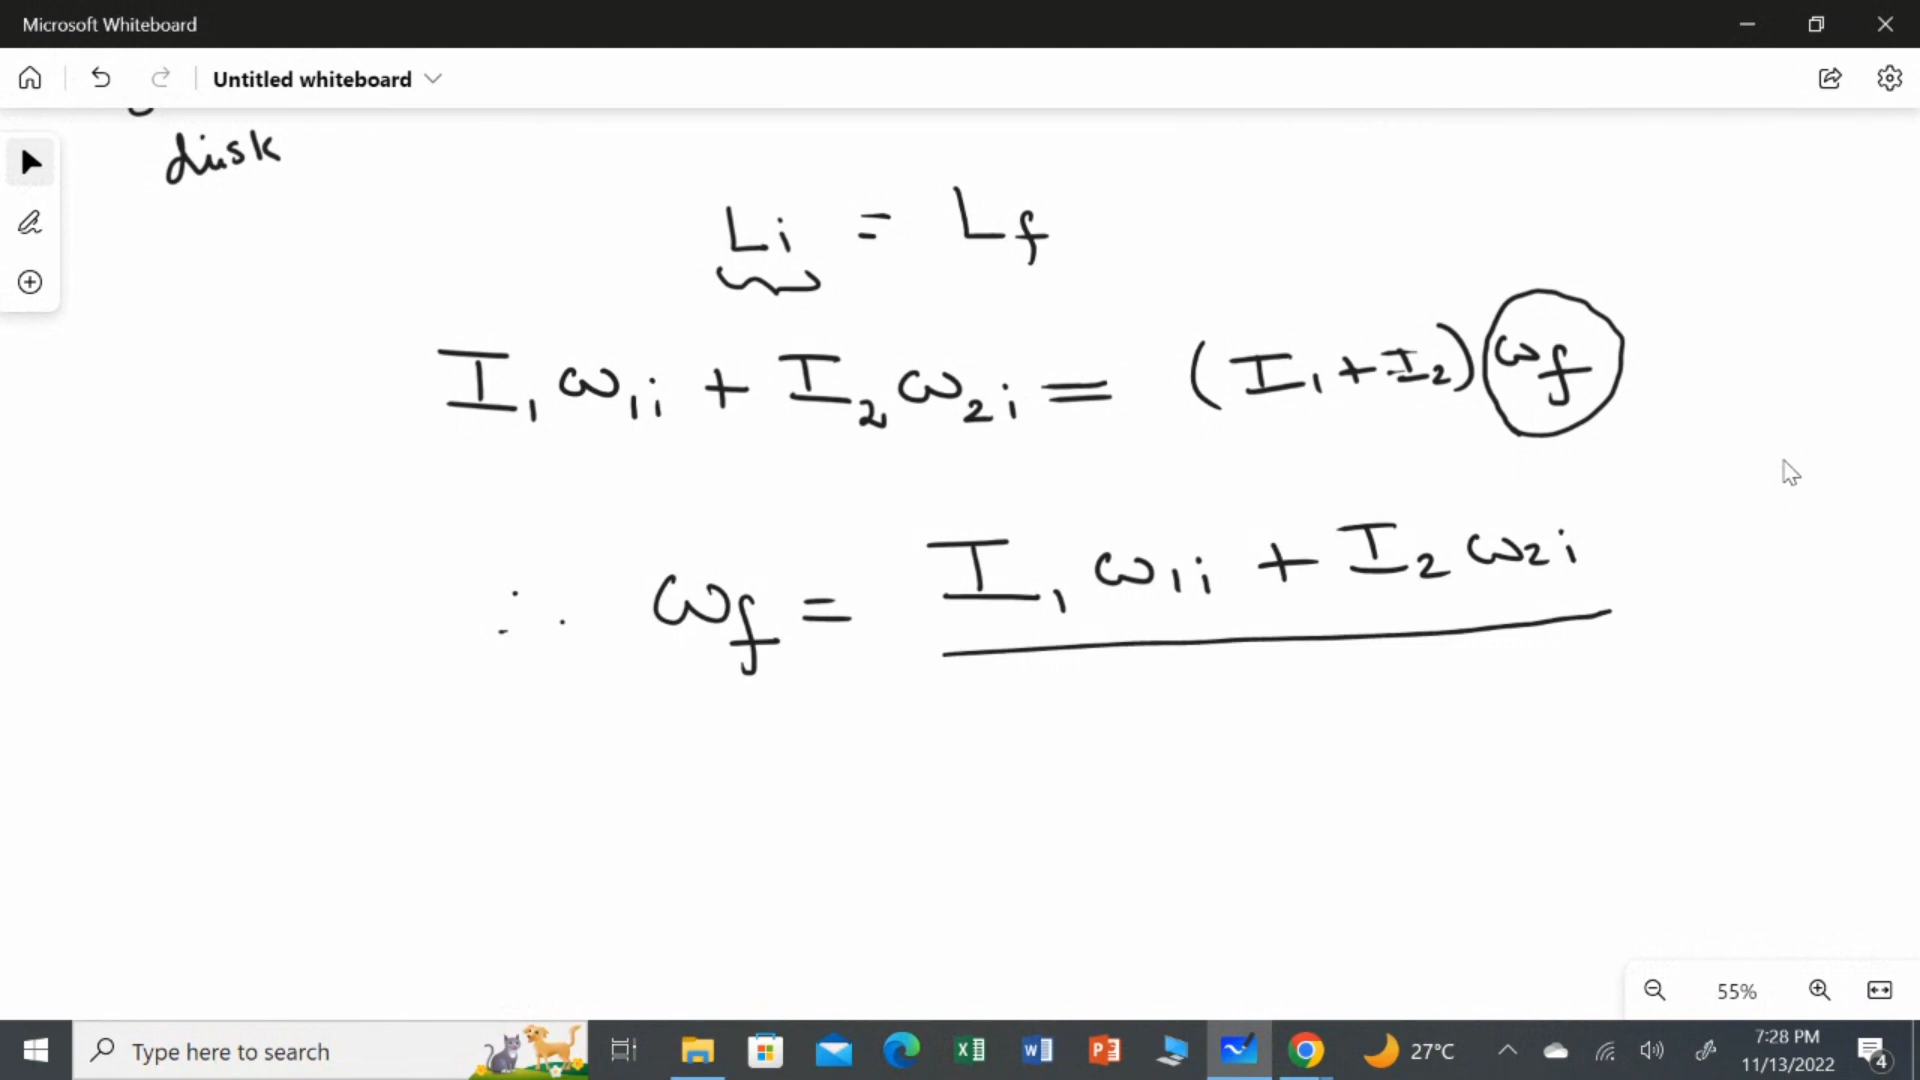 Microsoft Whiteboard
Untitled whiteboard
disk
Li = Lf
I₁ω₁ᵢ + I₂ω₂ᵢ = (I₁+I₂)ωf
∴ ωf = I₁ω₁ᵢ + I₂ω₂ᵢ
55%
Type here to search
27°C
7:28 PM
11/13/2022
4